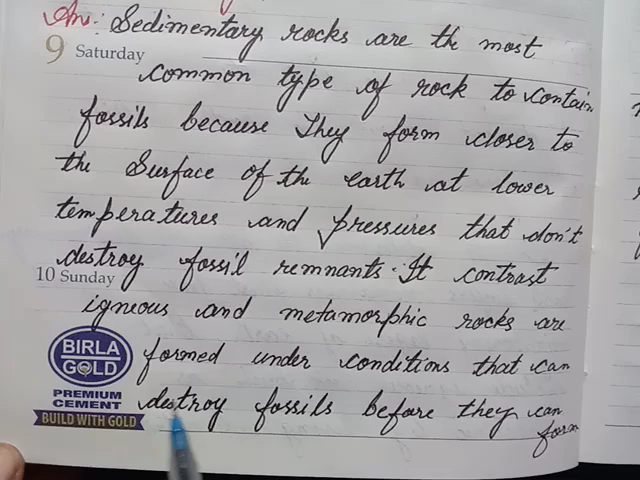 Ans: Sedimentary rocks are the most
9 Saturday
common type of rock to contain
fossils because They form closer to
the Surface of the earth at lower
temperatures and pressures that don't
destroy fossil remnants. It contrast
10 Sunday
igneous and metamorphic rocks are
BIRLA
GOLD
formed under conditions that can
PREMIUM
CEMENT
destroy fossils before they can
BUILD WITH GOLD
form